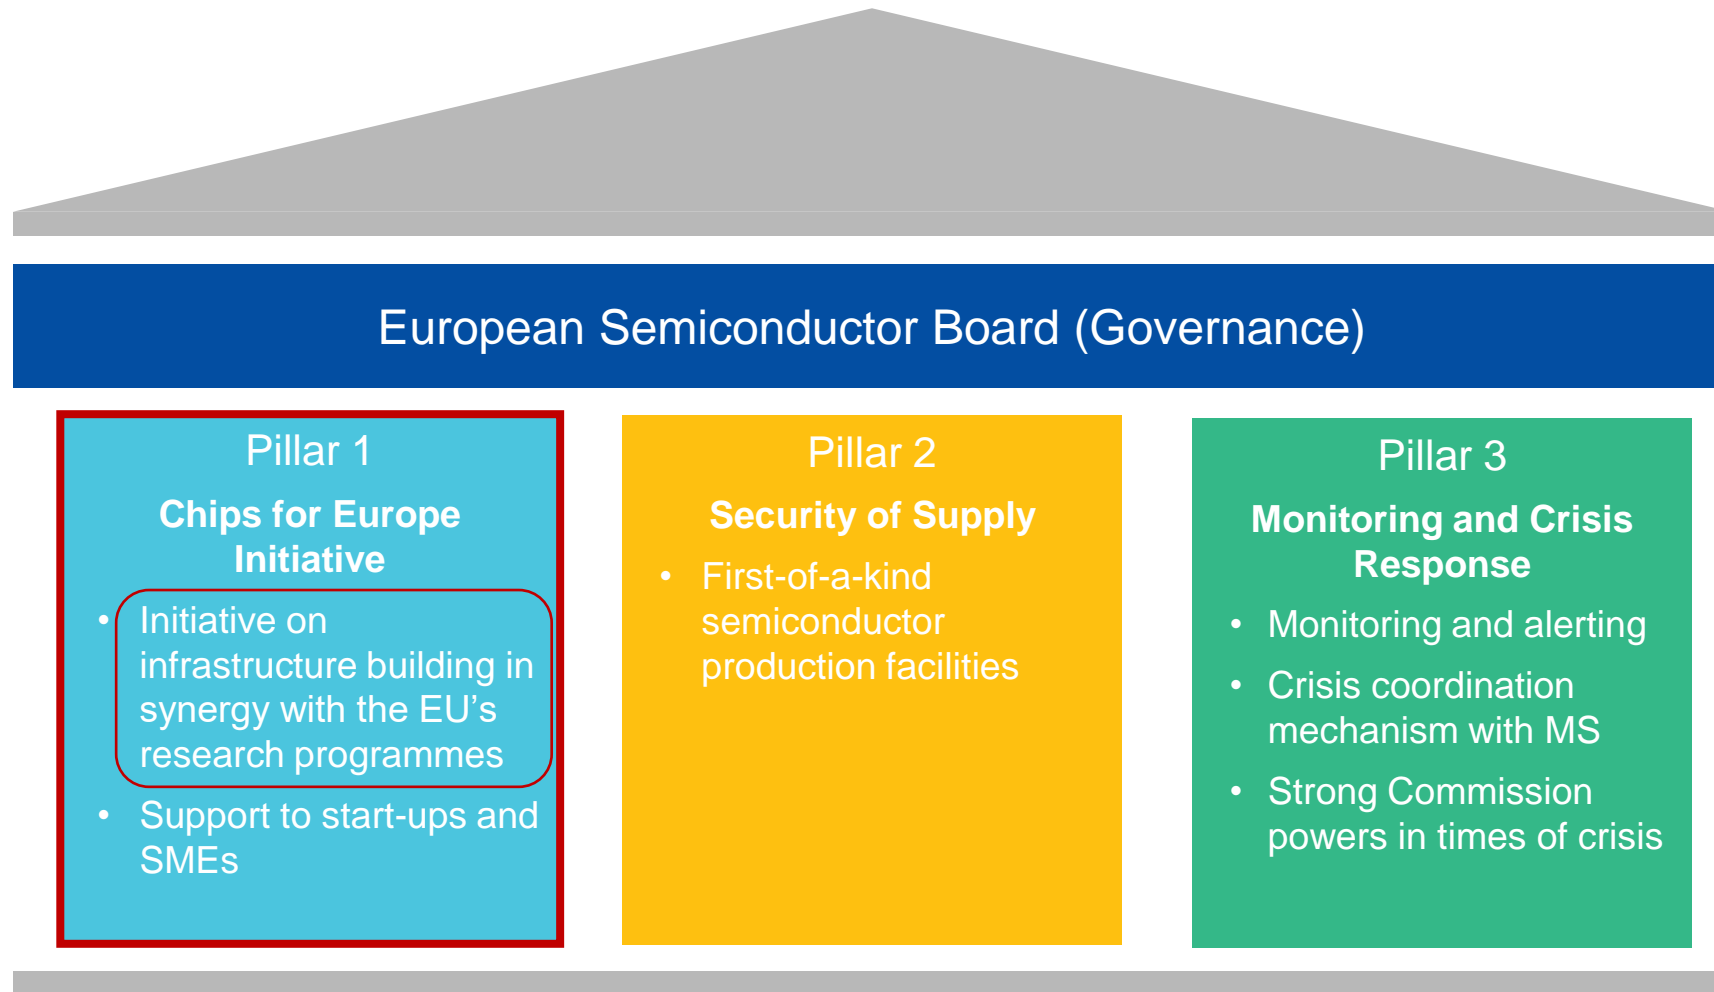 European Semiconductor Board (Governance)
Pillar 1
Chips for Europe
Initiative
• Initiative on
infrastructure building in
synergy with the EU’s
research programmes
• Support to start-ups and
SMEs
Pillar 2
Security of Supply
• First-of-a-kind
semiconductor
production facilities
Pillar 3
Monitoring and Crisis
Response
• Monitoring and alerting
• Crisis coordination
mechanism with MS
• Strong Commission
powers in times of crisis